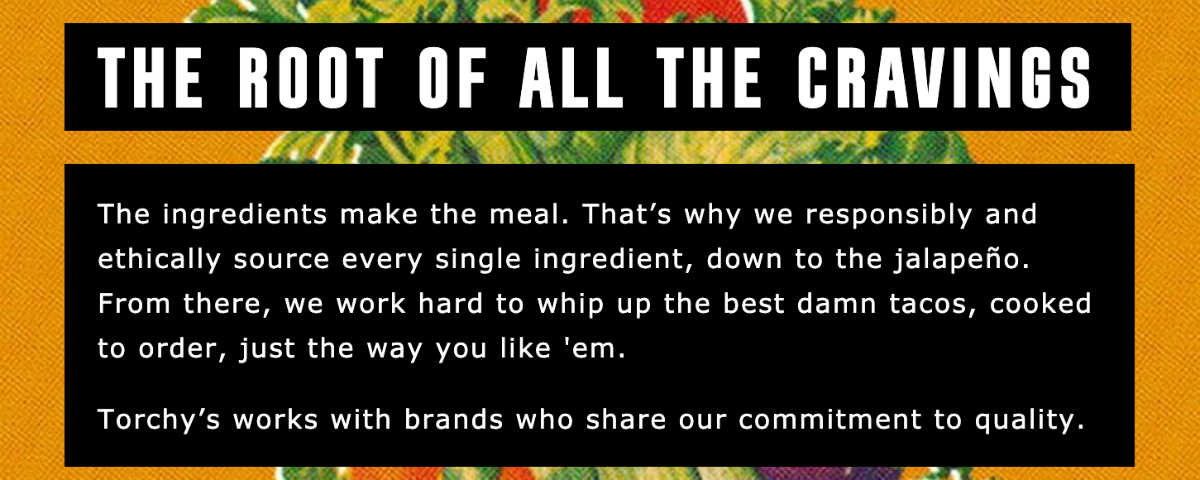 THE ROOT OF ALL THE CRAVINGS
The ingredients make the meal. That’s why we responsibly and
ethically source every single ingredient, down to the jalapeño.
From there, we work hard to whip up the best damn tacos, cooked
to order, just the way you like 'em.
Torchy’s works with brands who share our commitment to quality.